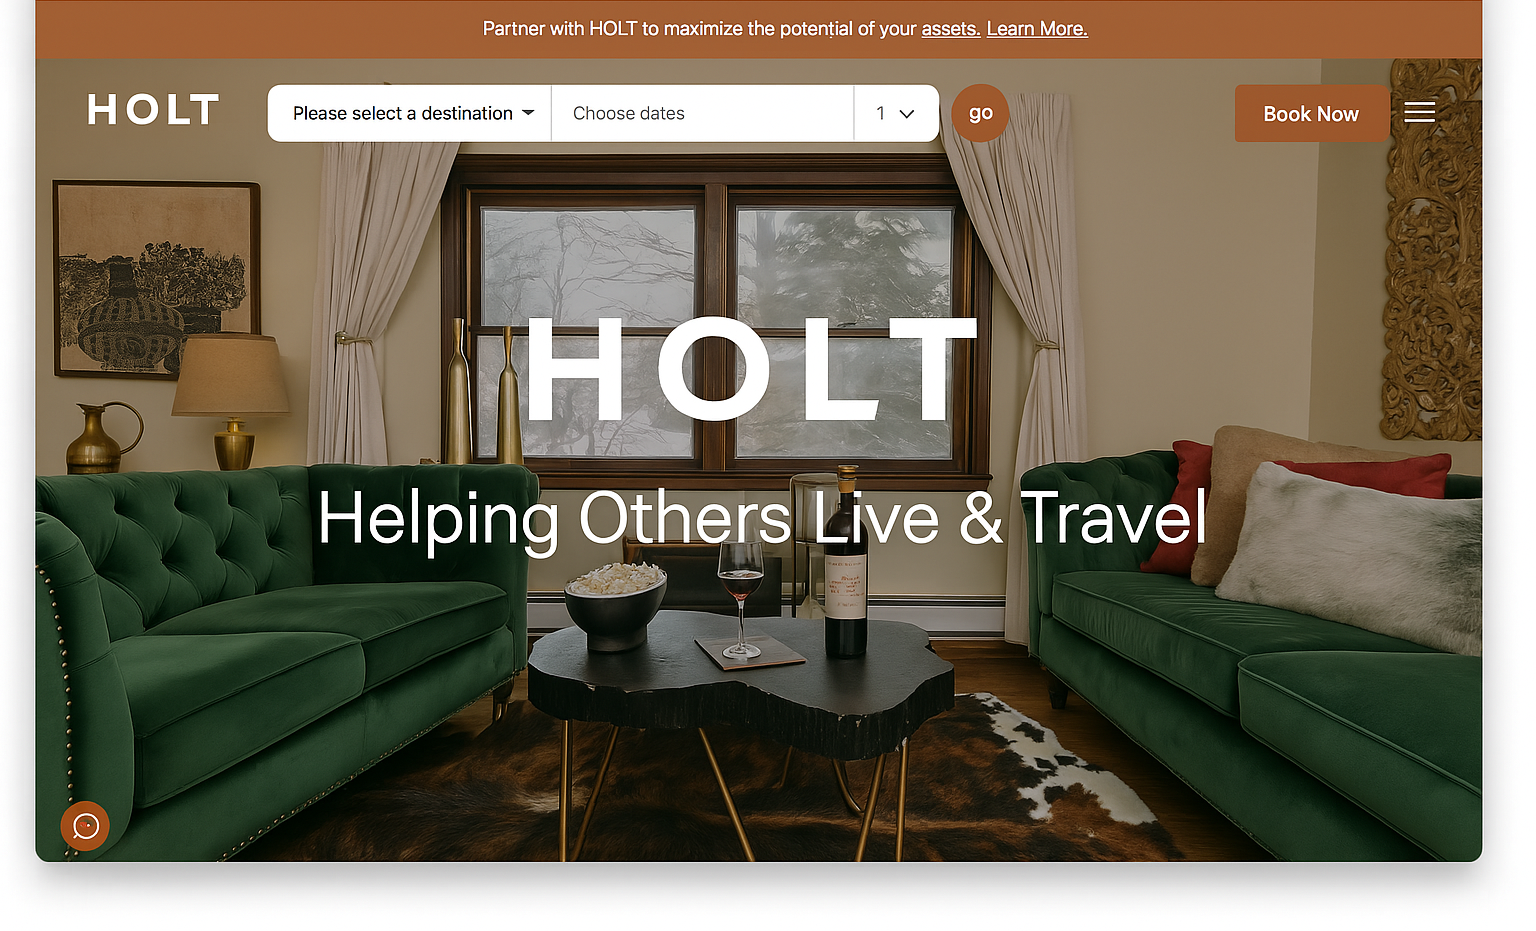 Partner with HOLT to maximize the potential of your assets. Learn More.
HOLT
Please select a destination
Choose dates
1
go
Book Now
HOLT
Helping Others Live & Travel